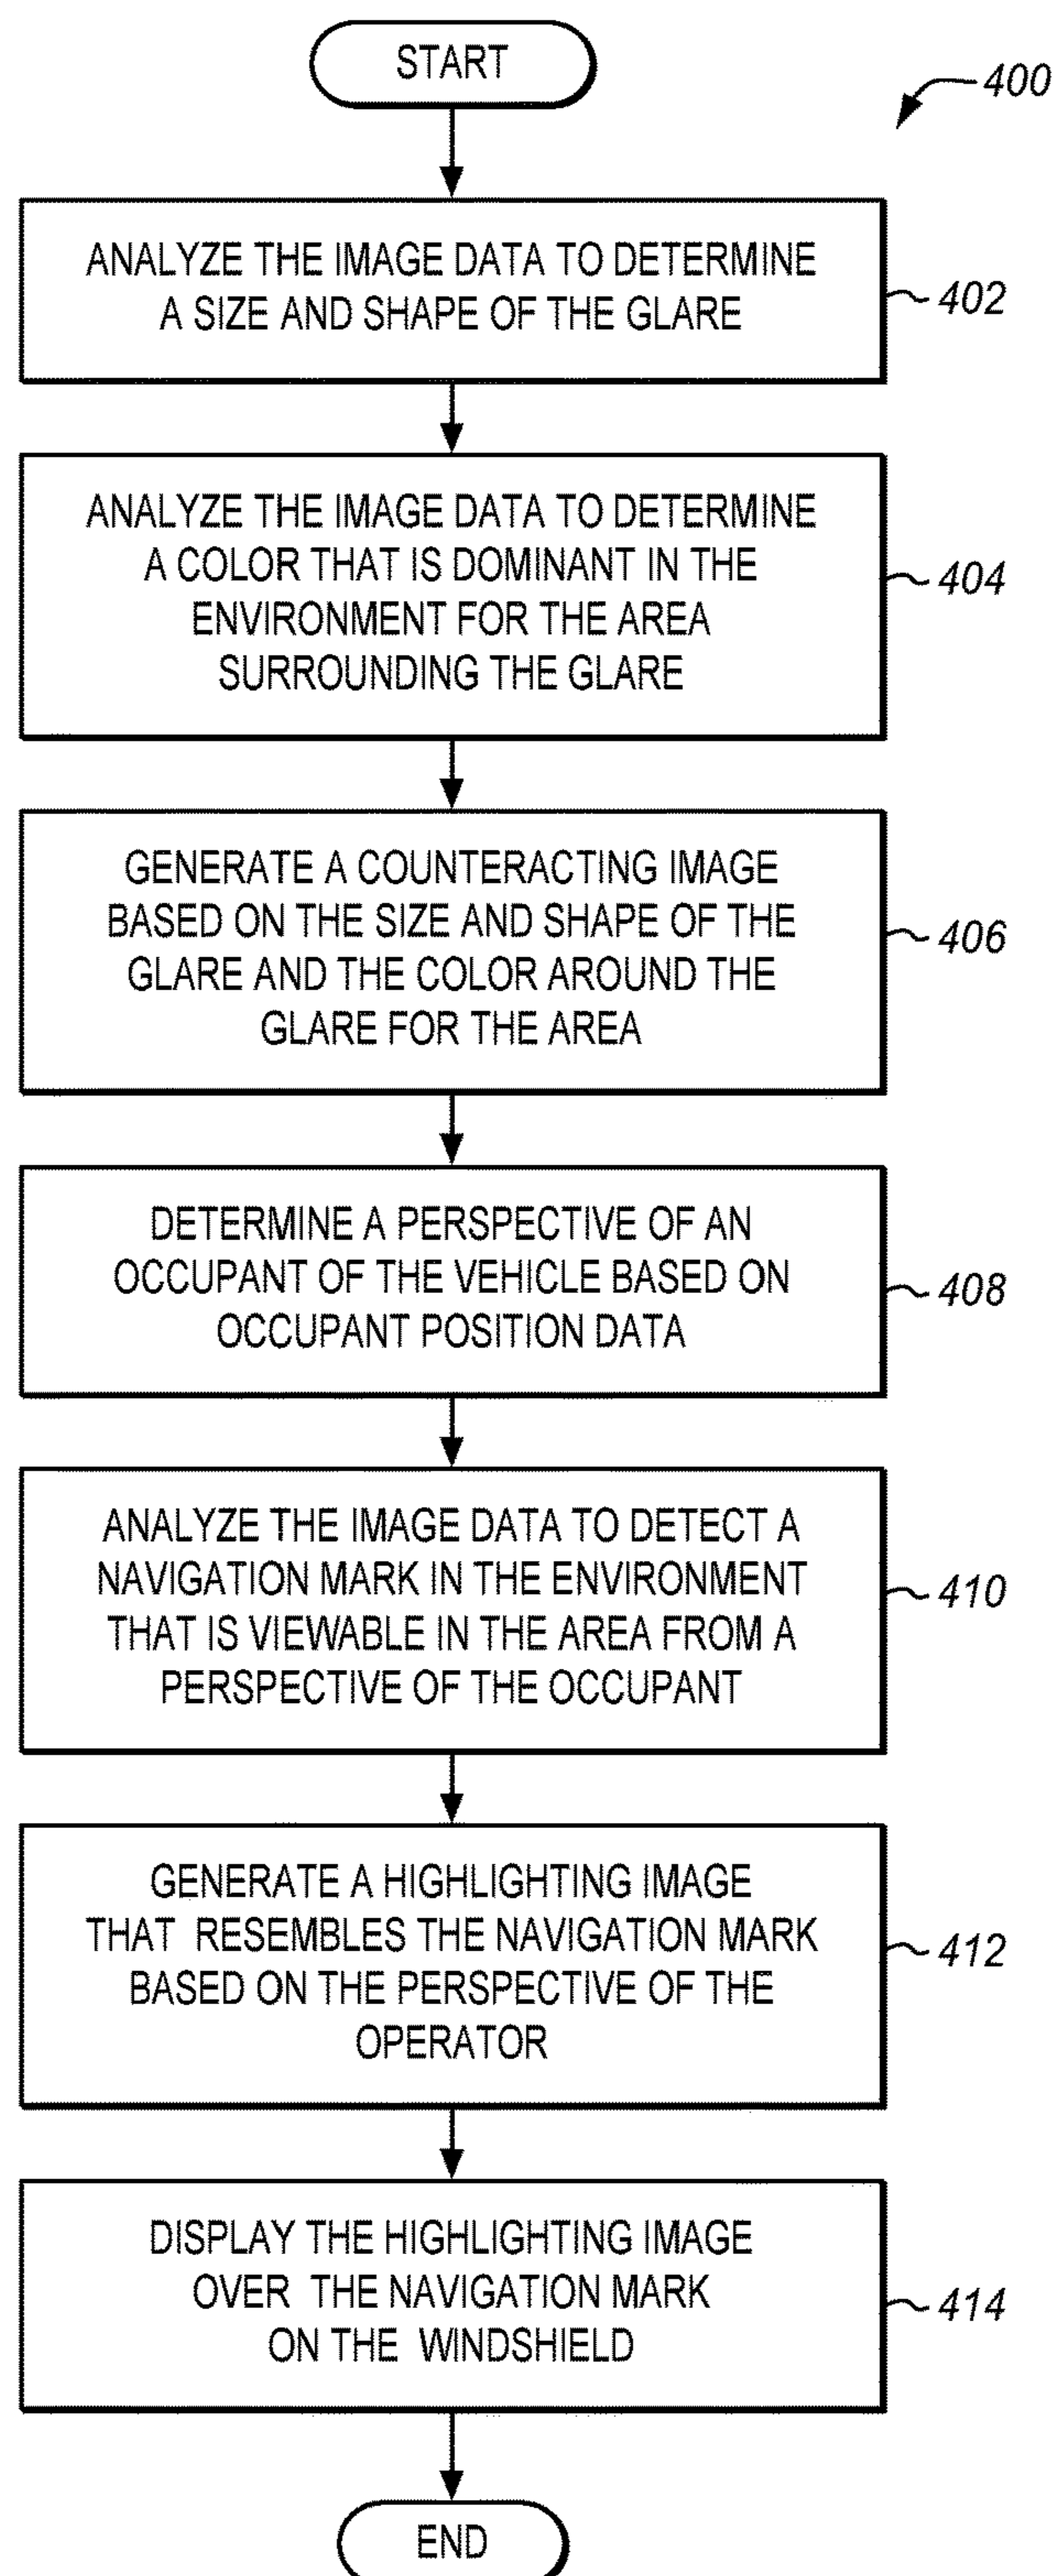 START
400
ANALYZE THE IMAGE DATA TO DETERMINE
A SIZE AND SHAPE OF THE GLARE
402
ANALYZE THE IMAGE DATA TO DETERMINE
A COLOR THAT IS DOMINANT IN THE
ENVIRONMENT FOR THE AREA
SURROUNDING THE GLARE
404
GENERATE A COUNTERACTING IMAGE
BASED ON THE SIZE AND SHAPE OF THE
GLARE AND THE COLOR AROUND THE
GLARE FOR THE AREA
406
DETERMINE A PERSPECTIVE OF AN
OCCUPANT OF THE VEHICLE BASED ON
OCCUPANT POSITION DATA
408
ANALYZE THE IMAGE DATA TO DETECT A
NAVIGATION MARK IN THE ENVIRONMENT
THAT IS VIEWABLE IN THE AREA FROM A
PERSPECTIVE OF THE OCCUPANT
410
GENERATE A HIGHLIGHTING IMAGE
THAT RESEMBLES THE NAVIGATION MARK
BASED ON THE PERSPECTIVE OF THE
OPERATOR
412
DISPLAY THE HIGHLIGHTING IMAGE
OVER THE NAVIGATION MARK
ON THE WINDSHIELD
414
END